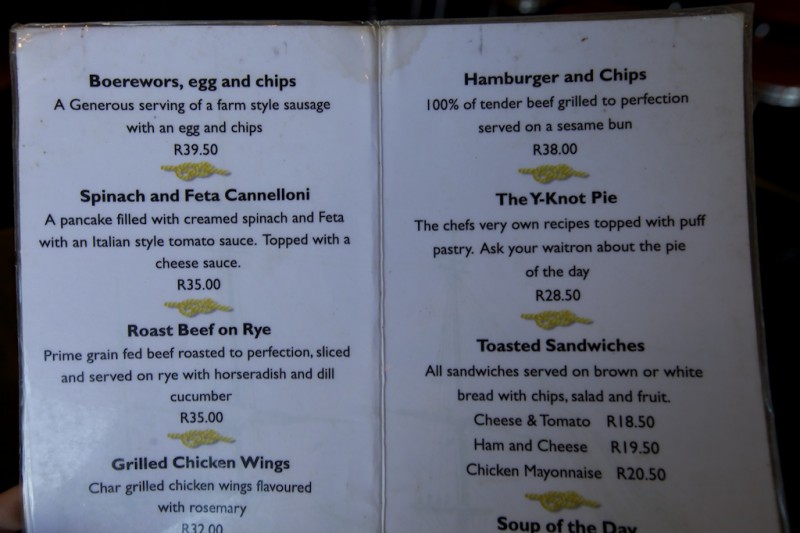 Boerewors, egg and chips
A Generous serving of a farm style sausage
with an egg and chips
R39.50
Spinach and Feta Cannelloni
A pancake filled with creamed spinach and Feta
with an Italian style tomato sauce. Topped with a
cheese sauce.
R35.00
Roast Beef on Rye
Prime grain fed beef roasted to perfection, sliced
and served on rye with horseradish and dill
cucumber
R35.00
Grilled Chicken Wings
Char grilled chicken wings flavoured
with rosemary
R32.00
Hamburger and Chips
100% of tender beef grilled to perfection
served on a sesame bun
R38.00
The Y-Knot Pie
The chefs very own recipes topped with puff
pastry. Ask your waitron about the pie
of the day
R28.50
Toasted Sandwiches
All sandwiches served on brown or white
bread with chips, salad and fruit.
Cheese & Tomato R18.50
Ham and Cheese R19.50
Chicken Mayonnaise R20.50
Soup of the Day